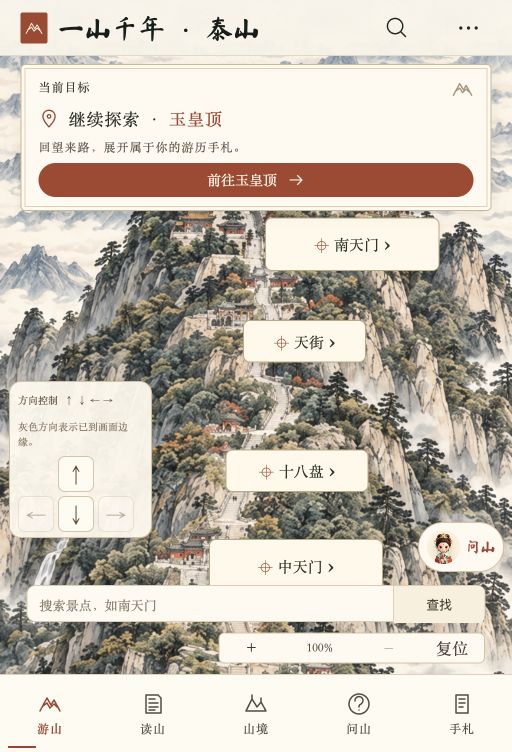 一山千年 · 泰山
当前目标
继续探索 · 玉皇顶
回望来路，展开属于你的游历手札。
前往玉皇顶 →
南天门 ›
天街 ›
方向控制 ↑ ↓ ← →
灰色方向表示已到画面边
缘。
↑
← ↓ →
十八盘 ›
问山
中天门 ›
搜索景点，如南天门 查找
+ 100% — 复位
游山 读山 山境 问山 手札